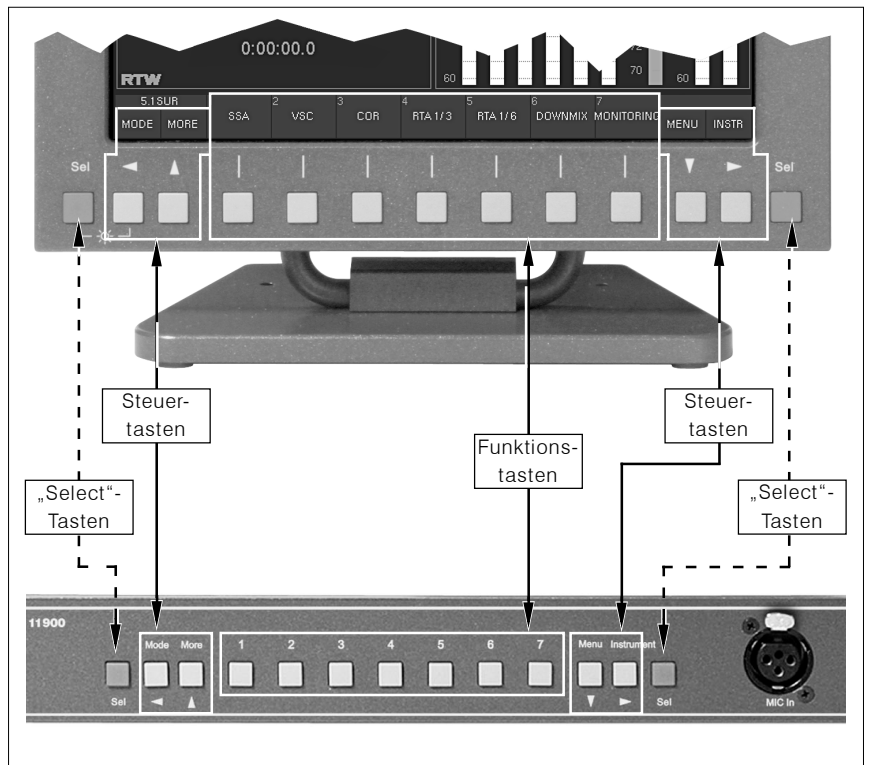 0:00:00.0
72
60
70
60
RTW
5.1SUR
MODE MORE
SSA
2 VSC
3 COR
4 RTA 1/3
5 RTA 1/6
6 DOWNMIX
7 MONITORING
MENU INSTR
Sel
Sel
Steuer-
tasten
Steuer-
tasten
Funktions-
tasten
„Select“-
Tasten
„Select“-
Tasten
11900
Mode More
1 2 3 4 5 6 7
Menu Instrument
Sel
Sel
MIC In